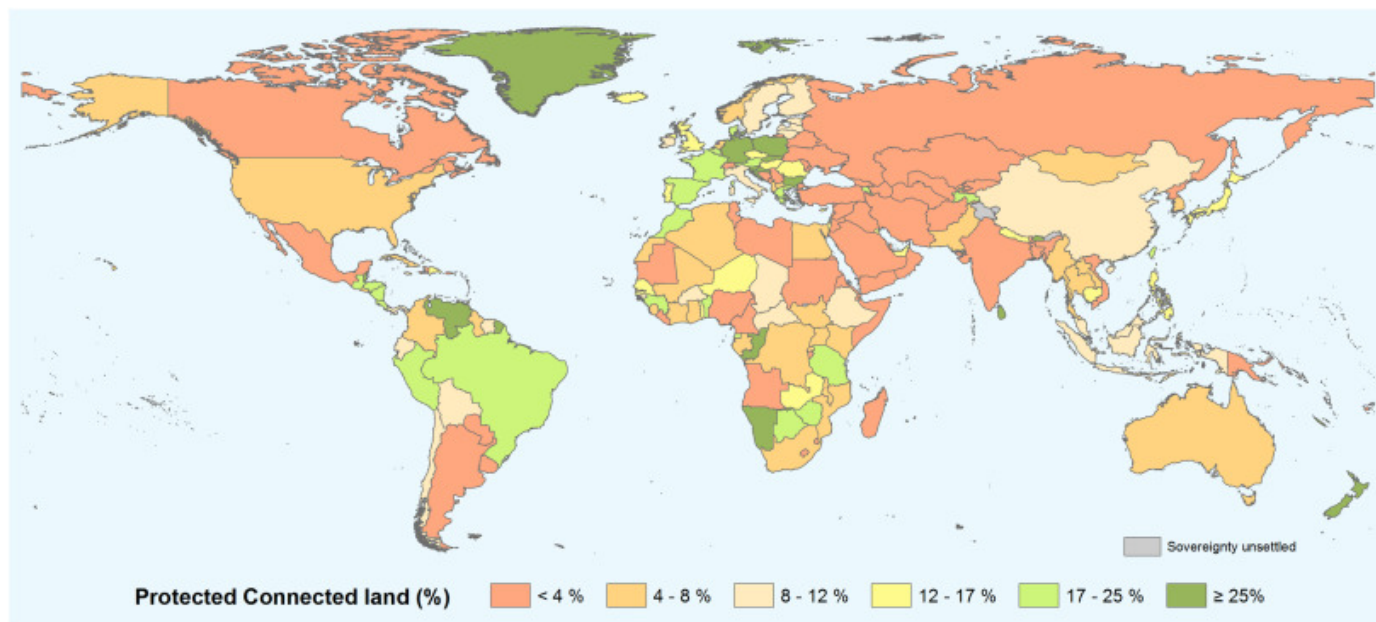 Sovereignty unsettled
Protected Connected land (%) < 4 % 4 - 8 % 8 - 12 % 12 - 17 % 17 - 25 % ≥ 25%